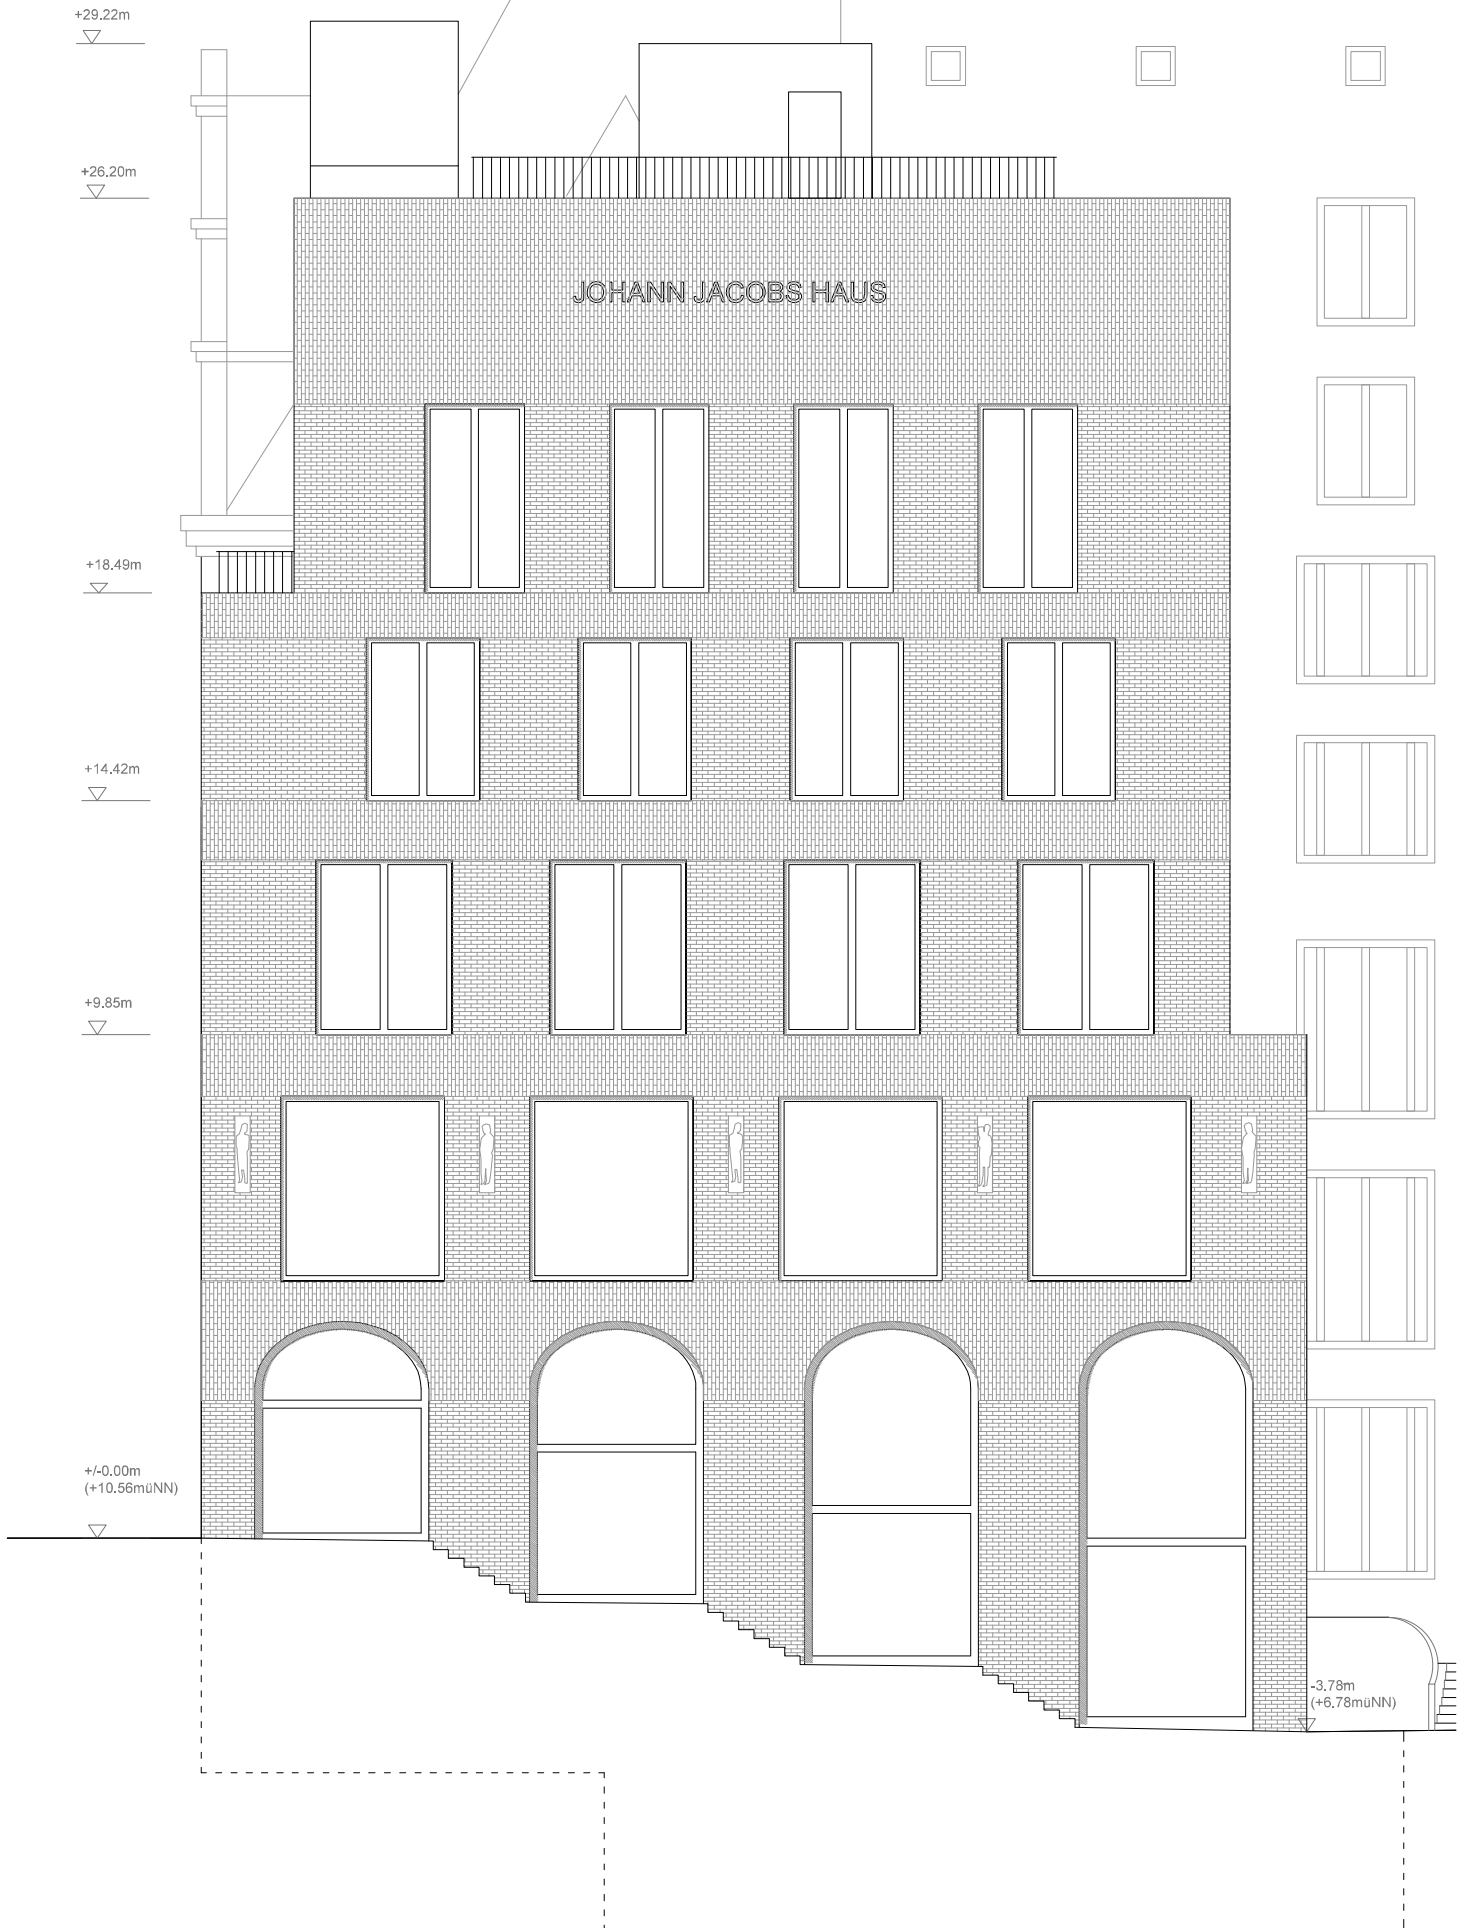 +29.22m
+26.20m
JOHANN JACOBS HAUS
+18.49m
+14.42m
+9.85m
+/-0.00m
(+10.56müNN)
-3.78m
(+6.78müNN)